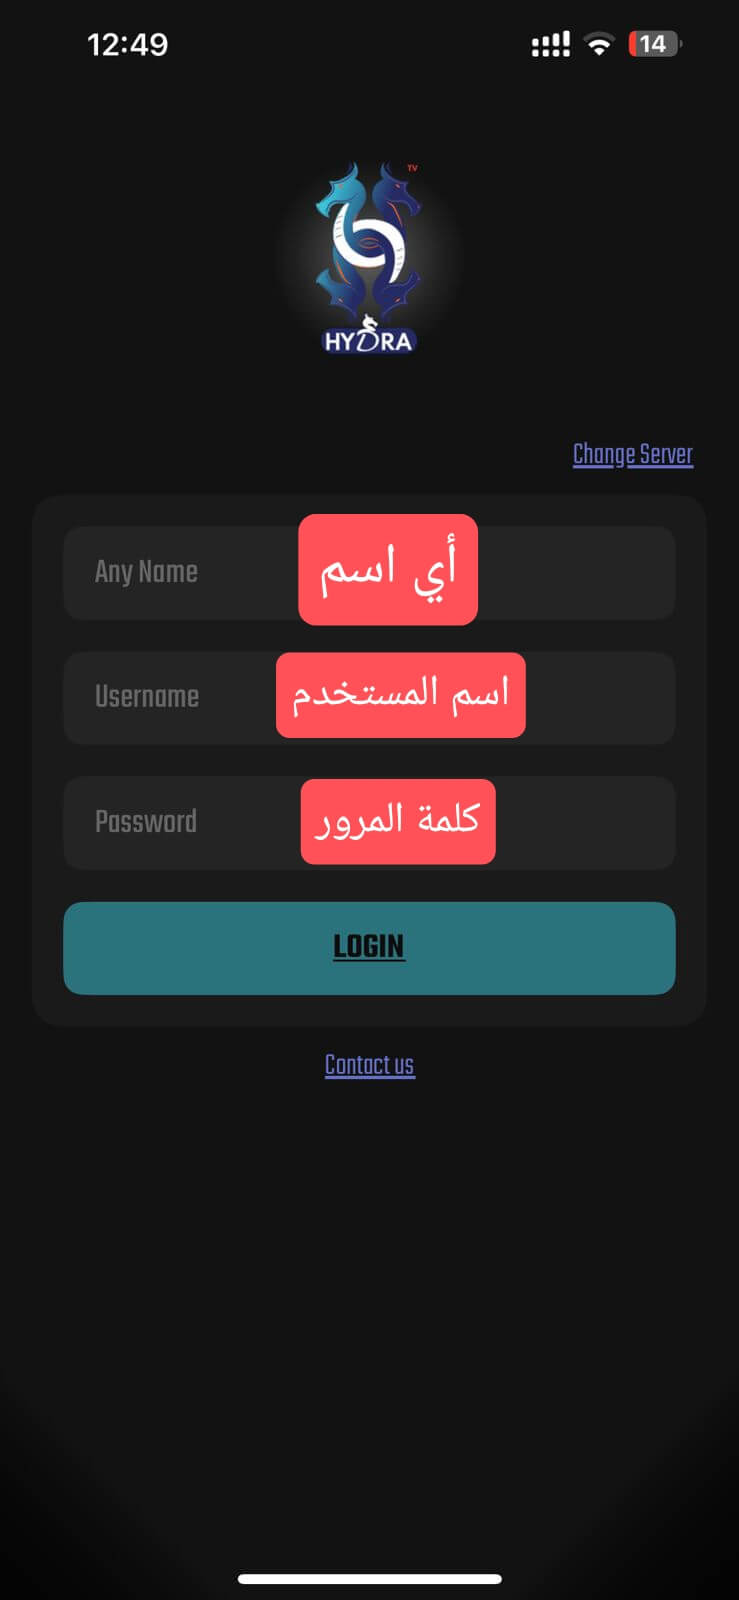 12:49
14
TV
HYDRA
Change Server
Any Name
أي اسم
Username
اسم المستخدم
Password
كلمة المرور
LOGIN
Contact us